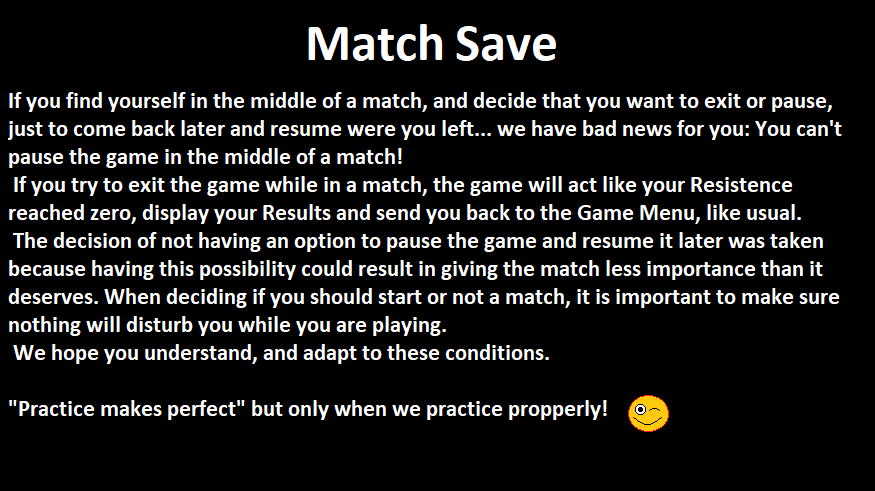 Match Save
If you find yourself in the middle of a match, and decide that you want to exit or pause,
just to come back later and resume were you left... we have bad news for you: You can't
pause the game in the middle of a match!
If you try to exit the game while in a match, the game will act like your Resistence
reached zero, display your Results and send you back to the Game Menu, like usual.
The decision of not having an option to pause the game and resume it later was taken
because having this possibility could result in giving the match less importance than it
deserves. When deciding if you should start or not a match, it is important to make sure
nothing will disturb you while you are playing.
We hope you understand, and adapt to these conditions.
"Practice makes perfect" but only when we practice propperly!